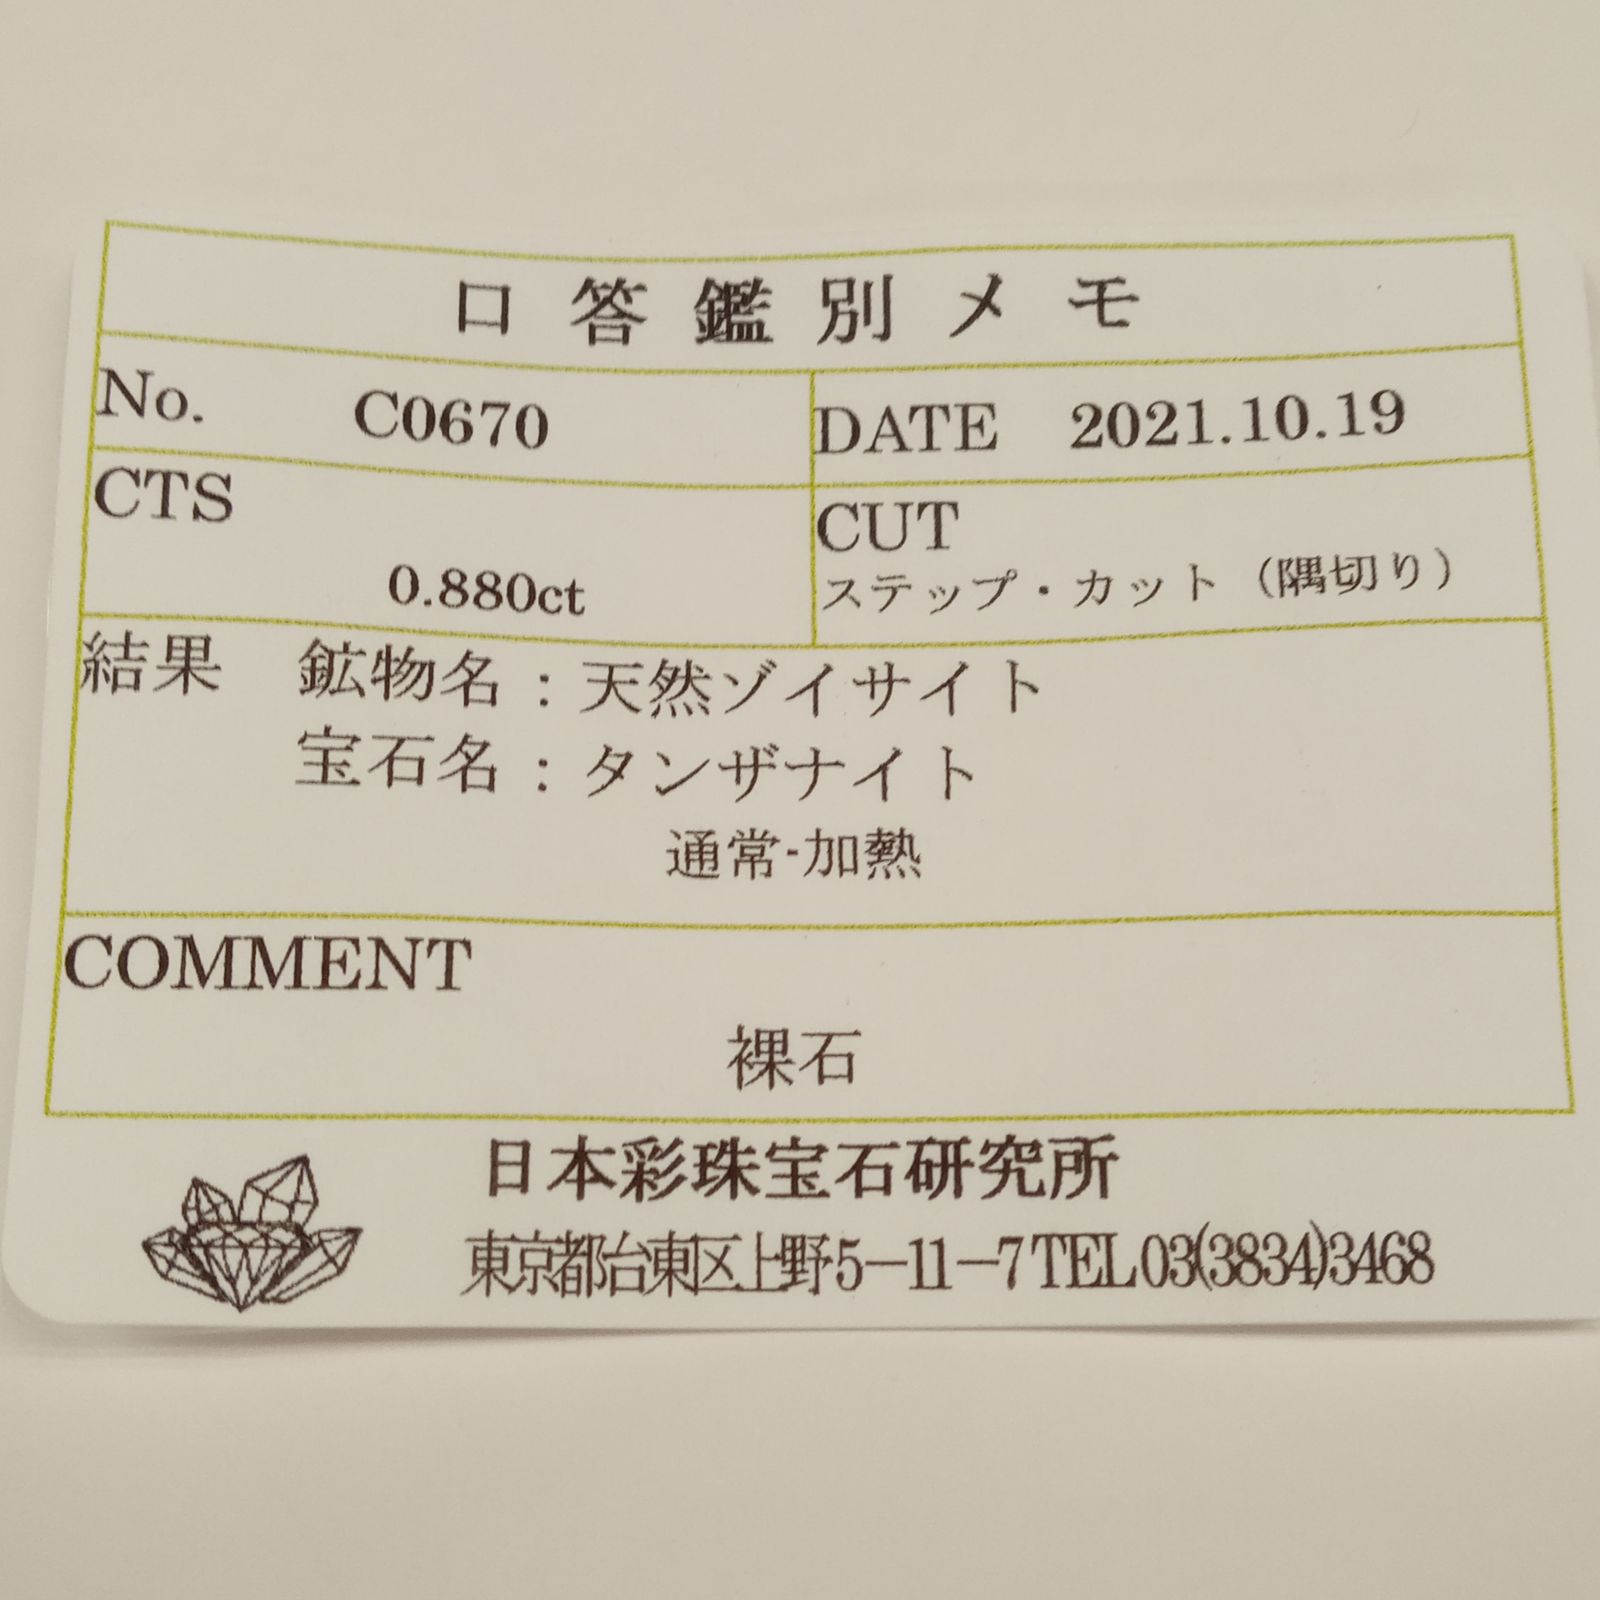 口答鑑別メモ
No. C0670
DATE 2021.10.19
CTS
0.880ct
CUT
ステップ・カット（隅切り）
結果 鉱物名：天然ゾイサイト
宝石名：タンザナイト
通常-加熱
COMMENT
裸石
日本彩珠宝石研究所
東京都台東区上野5-11-7 TEL 03(3834)3468